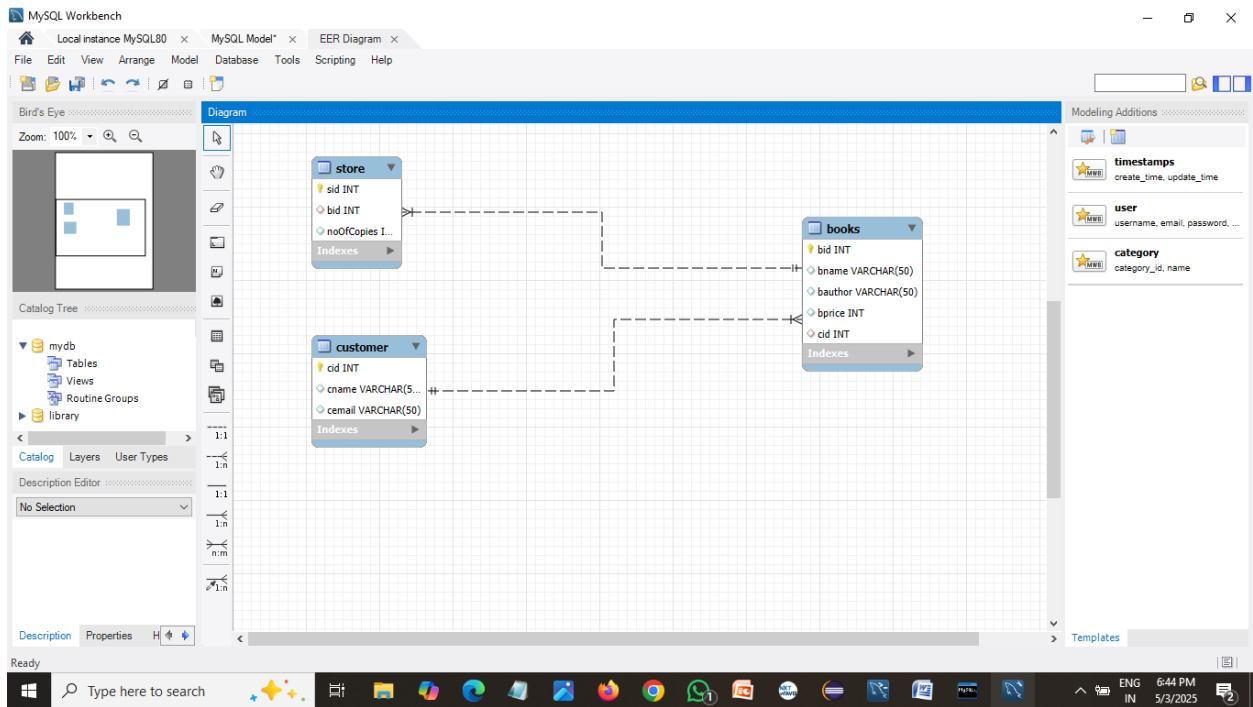 MySQL Workbench
Local instance MySQL80 × MySQL Model* × EER Diagram ×
File Edit View Arrange Model Database Tools Scripting Help
Bird's Eye
Zoom: 100%
Diagram
Modeling Additions
timestamps
create_time, update_time
user
username, email, password, ...
category
category_id, name
store
sid INT
bid INT
noOfCopies I...
Indexes
books
bid INT
bname VARCHAR(50)
bauthor VARCHAR(50)
bprice INT
cid INT
Indexes
customer
cid INT
cname VARCHAR(5...
cemail VARCHAR(50)
Indexes
Catalog Tree
mydb
Tables
Views
Routine Groups
library
Catalog Layers User Types
Description Editor
No Selection
Description Properties H
1:1
1:n
1:1
1:n
n:m
1:n
Templates
Ready
Type here to search
ENG
IN
6:44 PM
5/3/2025